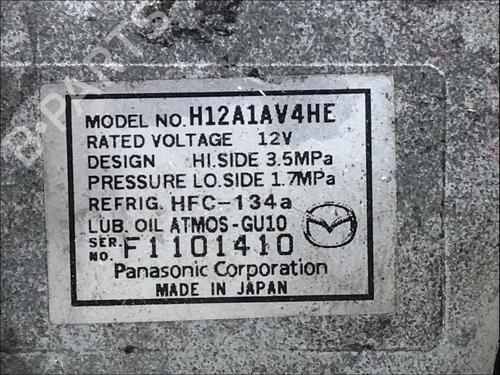 B-PARTS
MODEL NO. H12A1AV4HE
RATED VOLTAGE 12V
DESIGN HI.SIDE 3.5MPa
PRESSURE LO.SIDE 1.7MPa
REFRIG. HFC-134a
LUB. OIL ATMOS-GU10
SER. NO. F1101410
Panasonic Corporation
MADE IN JAPAN